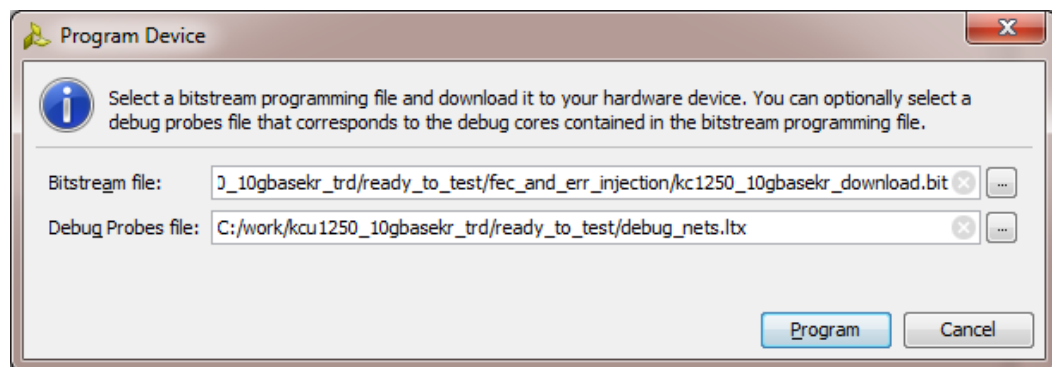 Program Device
Select a bitstream programming file and download it to your hardware device. You can optionally select a
debug probes file that corresponds to the debug cores contained in the bitstream programming file.
Bitstream file: _10gbasekr_trd/ready_to_test/fec_and_err_injection/kc1250_10gbasekr_download.bit ...
Debug Probes file: C:/work/kcu1250_10gbasekr_trd/ready_to_test/debug_nets.ltx ...
Program Cancel